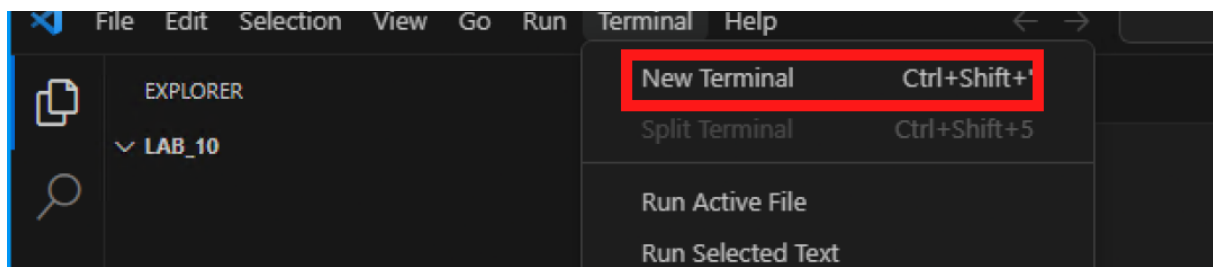 File Edit Selection View Go Run Terminal Help
New Terminal Ctrl+Shift+'
EXPLORER
Split Terminal Ctrl+Shift+5
LAB_10
Run Active File
Run Selected Text